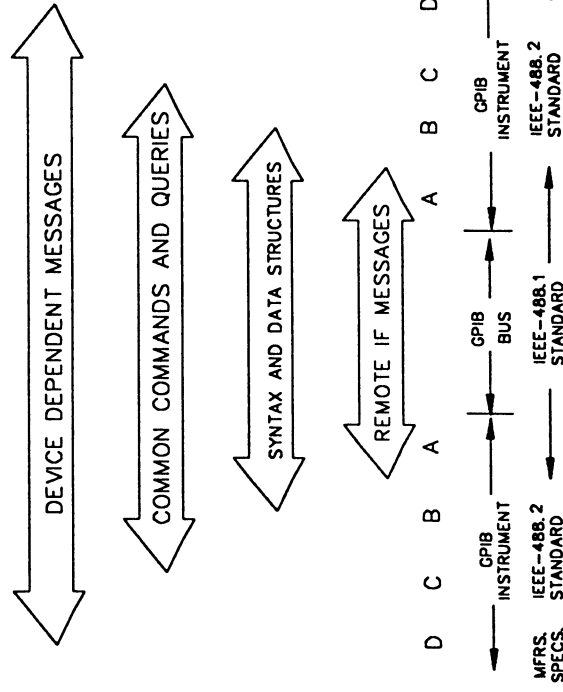 DEVICE DEPENDENT MESSAGES
COMMON COMMANDS AND QUERIES
SYNTAX AND DATA STRUCTURES
REMOTE IF MESSAGES
D C B A A B C D
GPIB INSTRUMENT
GPIB BUS
GPIB INSTRUMENT
MFRS. IEEE-488.2 IEEE-488.1 IEEE-488.2
SPECS. STANDARD STANDARD STANDARD